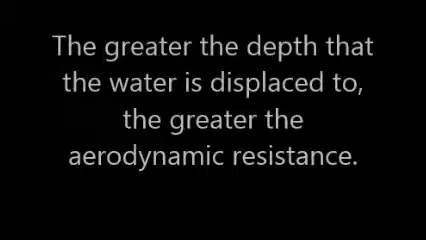 The greater the depth that
the water is displaced to,
the greater the
aerodynamic resistance.